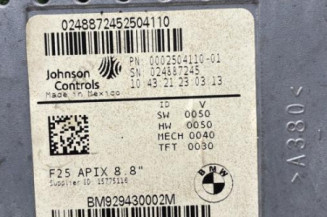 0248872452504110
Johnson
Controls
Made in Mexico
PN: 0002504110-01
SN: 024887245
10:43:21 23:03:13
ID V
SW 0050
HW 0050
MECH 0040
TFT 0030
F25 APIX 8.8"
Supplier ID: 15775110
BMW
BM929430002M
>A380<